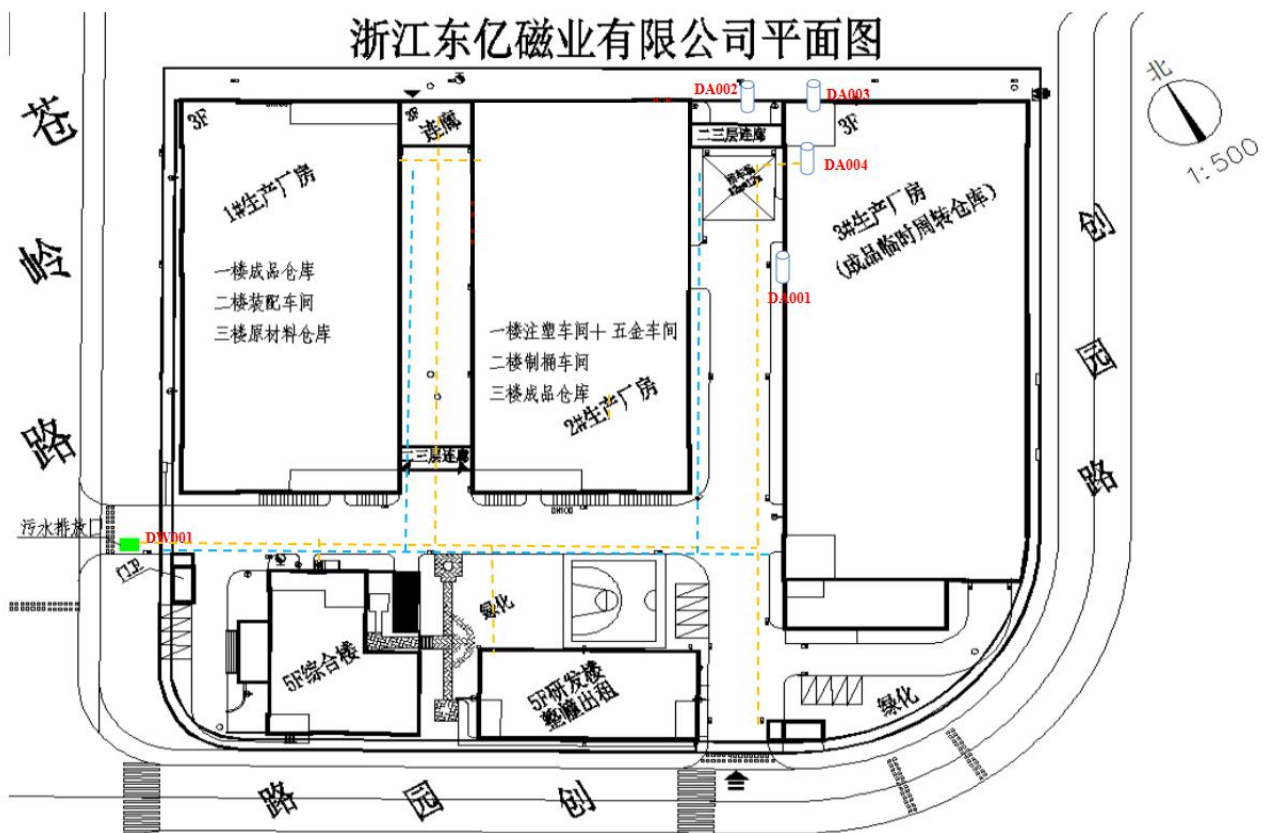 浙江东亿磁业有限公司平面图
北
1:500
苍岭路
创园路
创园路
3F
1#生产厂房
一楼成品仓库
二楼装配车间
三楼原材料仓库
3F
连廊
二三层连廊
一楼注塑车间+五金车间
二楼制桶车间
三楼成品仓库
2#生产厂房
DN100
DA002
DA003
二三层连廊
DA004
3F
3#生产厂房
(成品临时周转仓库)
DA001
污水排放口
DW001
门卫
5F综合楼
绿化
5F研发楼
整幢出租
绿化